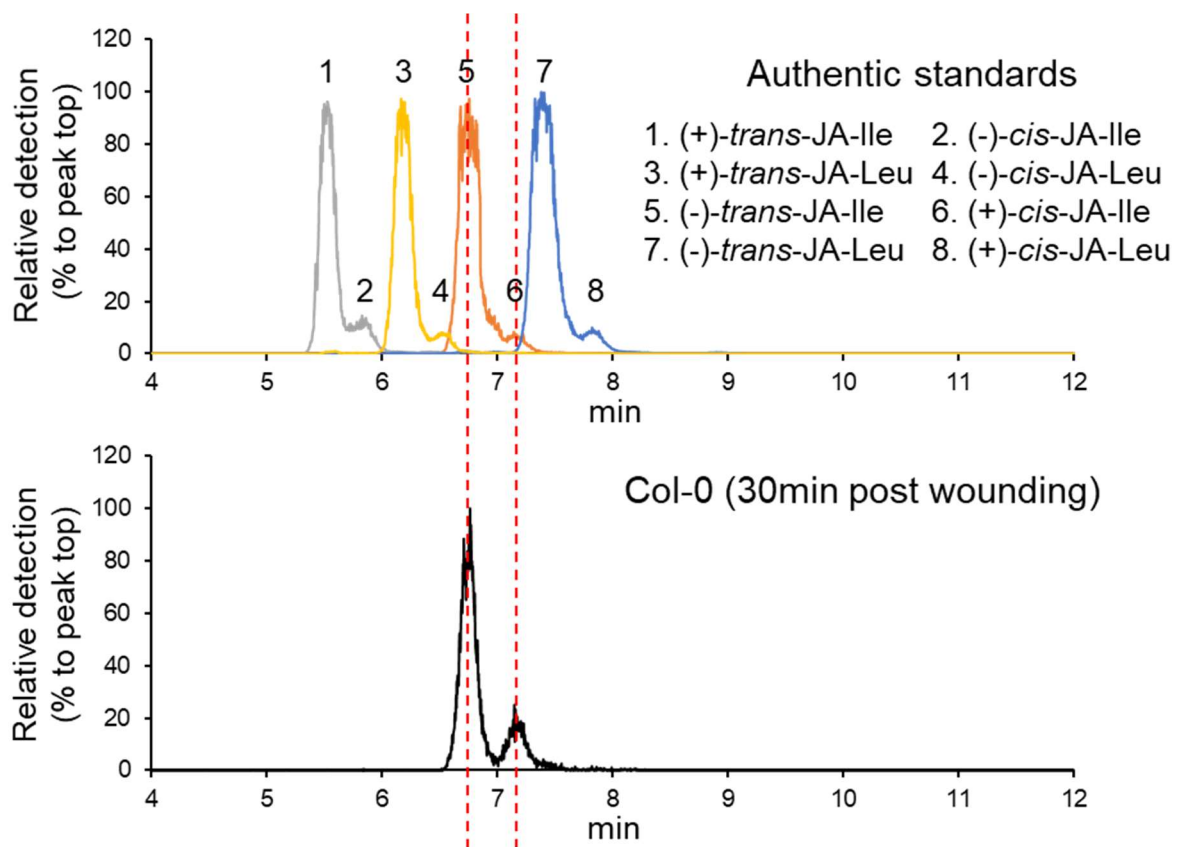 Relative detection
(% to peak top)
120
100
80
60
40
20
0
1 3 5 7
2 4 6 8
Authentic standards
1. (+)-trans-JA-Ile 2. (-)-cis-JA-Ile
3. (+)-trans-JA-Leu 4. (-)-cis-JA-Leu
5. (-)-trans-JA-Ile 6. (+)-cis-JA-Ile
7. (-)-trans-JA-Leu 8. (+)-cis-JA-Leu
4 5 6 7 8 9 10 11 12
min
Relative detection
(% to peak top)
120
100
80
60
40
20
0
Col-0 (30min post wounding)
4 5 6 7 8 9 10 11 12
min